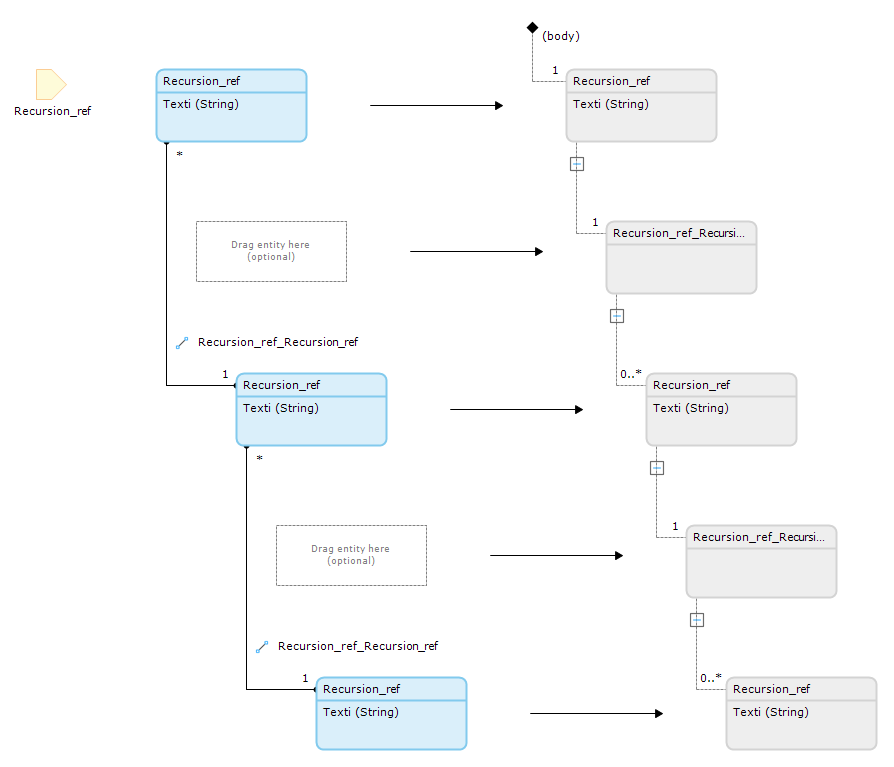 (body)
1
Recursion_ref
Recursion_ref
Texti (String)
Recursion_ref
Texti (String)
*
1
Drag entity here
(optional)
Recursion_ref_Recursi...
Recursion_ref_Recursion_ref
1
Recursion_ref
Texti (String)
0..*
Recursion_ref
Texti (String)
*
1
Drag entity here
(optional)
Recursion_ref_Recursi...
Recursion_ref_Recursion_ref
1
Recursion_ref
Texti (String)
0..*
Recursion_ref
Texti (String)